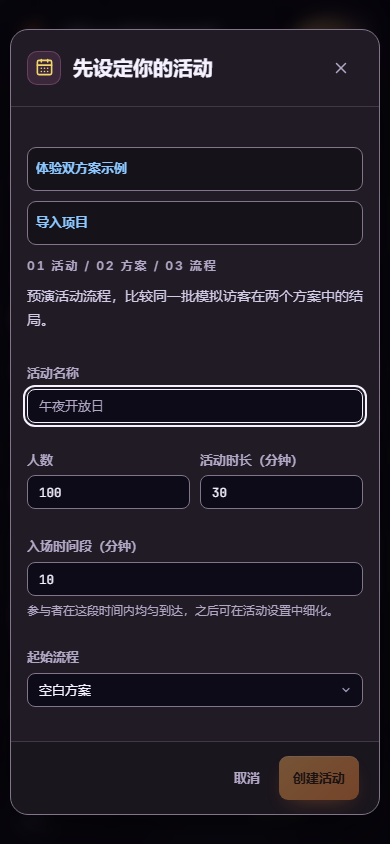 先设定你的活动
体验双方案示例
导入项目
01 活动 / 02 方案 / 03 流程
预演活动流程，比较同一批模拟访客在两个方案中的结
局。
活动名称
午夜开放日
人数
活动时长（分钟）
100
30
入场时间段（分钟）
10
参与者在这段时间内均匀到达，之后可在活动设置中细化。
起始流程
空白方案
取消
创建活动